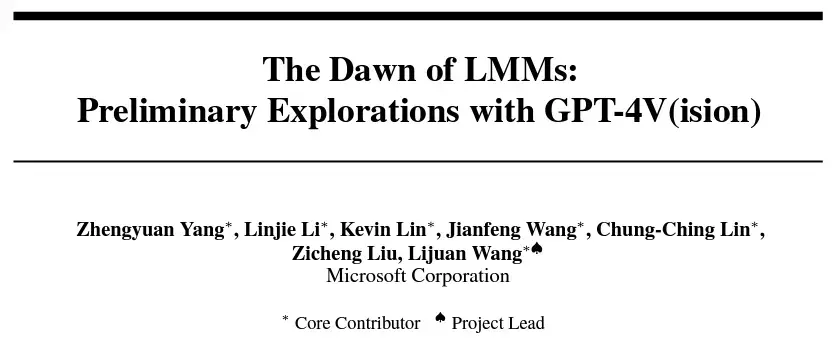 The Dawn of LMMs:
Preliminary Explorations with GPT-4V(ision)
Zhengyuan Yang*, Linjie Li*, Kevin Lin*, Jianfeng Wang*, Chung-Ching Lin*,
Zicheng Liu, Lijuan Wang*♠
Microsoft Corporation
* Core Contributor ♠ Project Lead